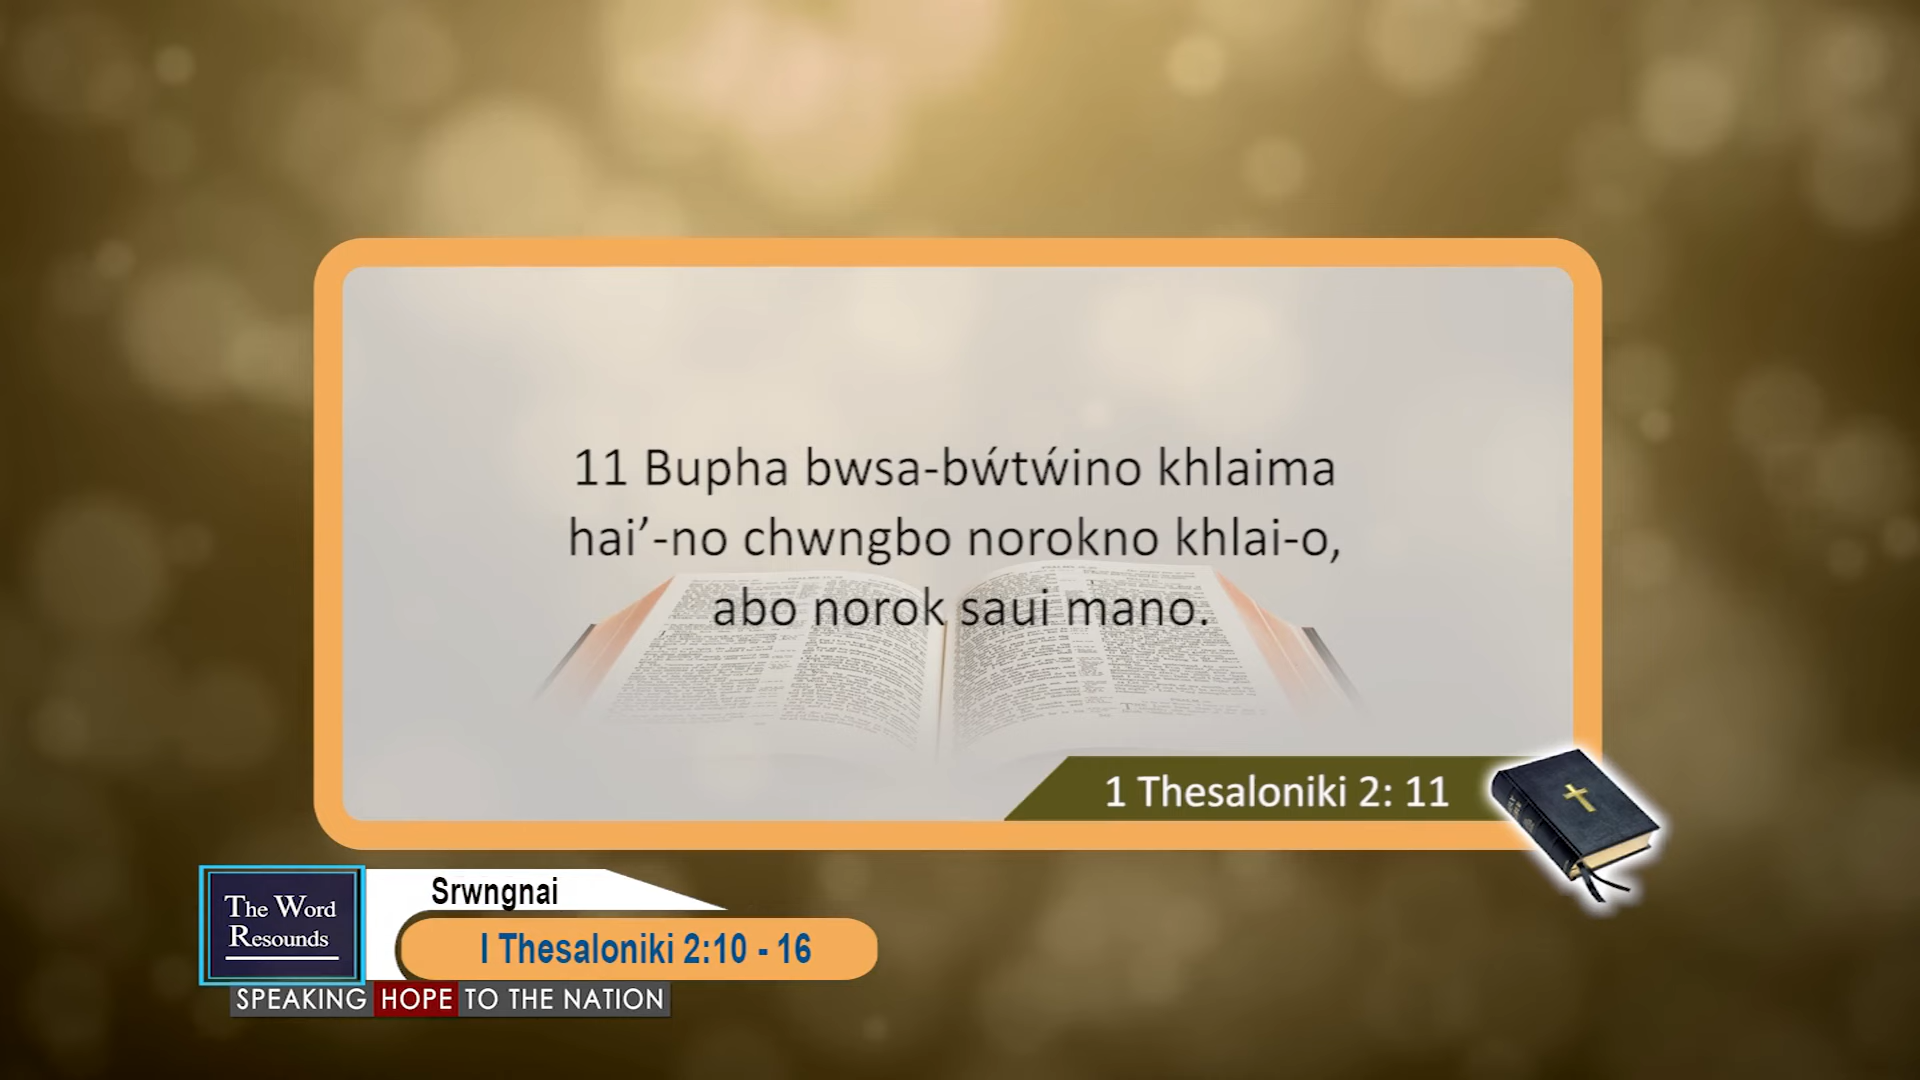 11 Bupha bwsa-bẃtẃino khlaima
hai’-no chwngbo norokno khlai-o,
abo norok saui mano.
1 Thesaloniki 2: 11
Srwngnai
I Thesaloniki 2:10 - 16
The Word
Resounds
SPEAKING HOPE TO THE NATION